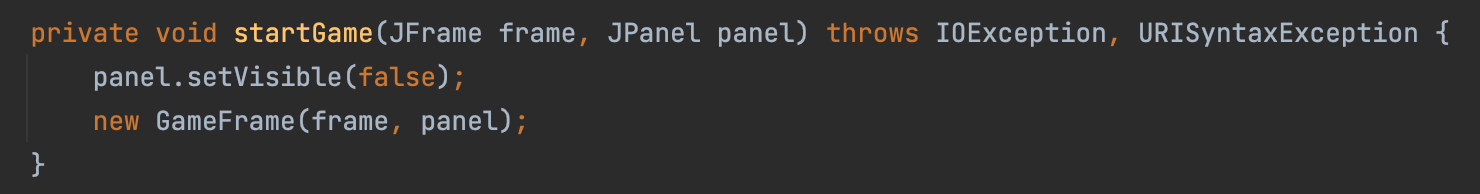 private void startGame(JFrame frame, JPanel panel) throws IOException, URISyntaxException {
    panel.setVisible(false);
    new GameFrame(frame, panel);
}